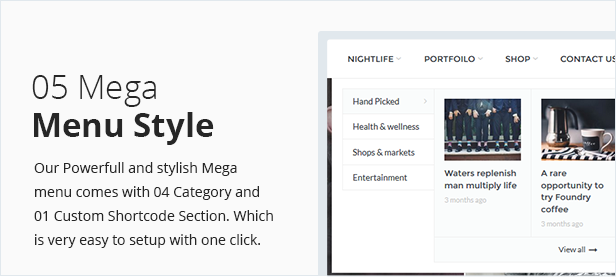 05 Mega
Menu Style
Our Powerfull and stylish Mega
menu comes with 04 Category and
01 Custom Shortcode Section. Which
is very easy to setup with one click.
NIGHTLIFE PORTFOILO SHOP CONTACT US
Hand Picked
Health & wellness
Shops & markets
Entertainment
Waters replenish
man multiply life
3 months ago
A rare
opportunity to
try Foundry
coffee
3 months ago
View all